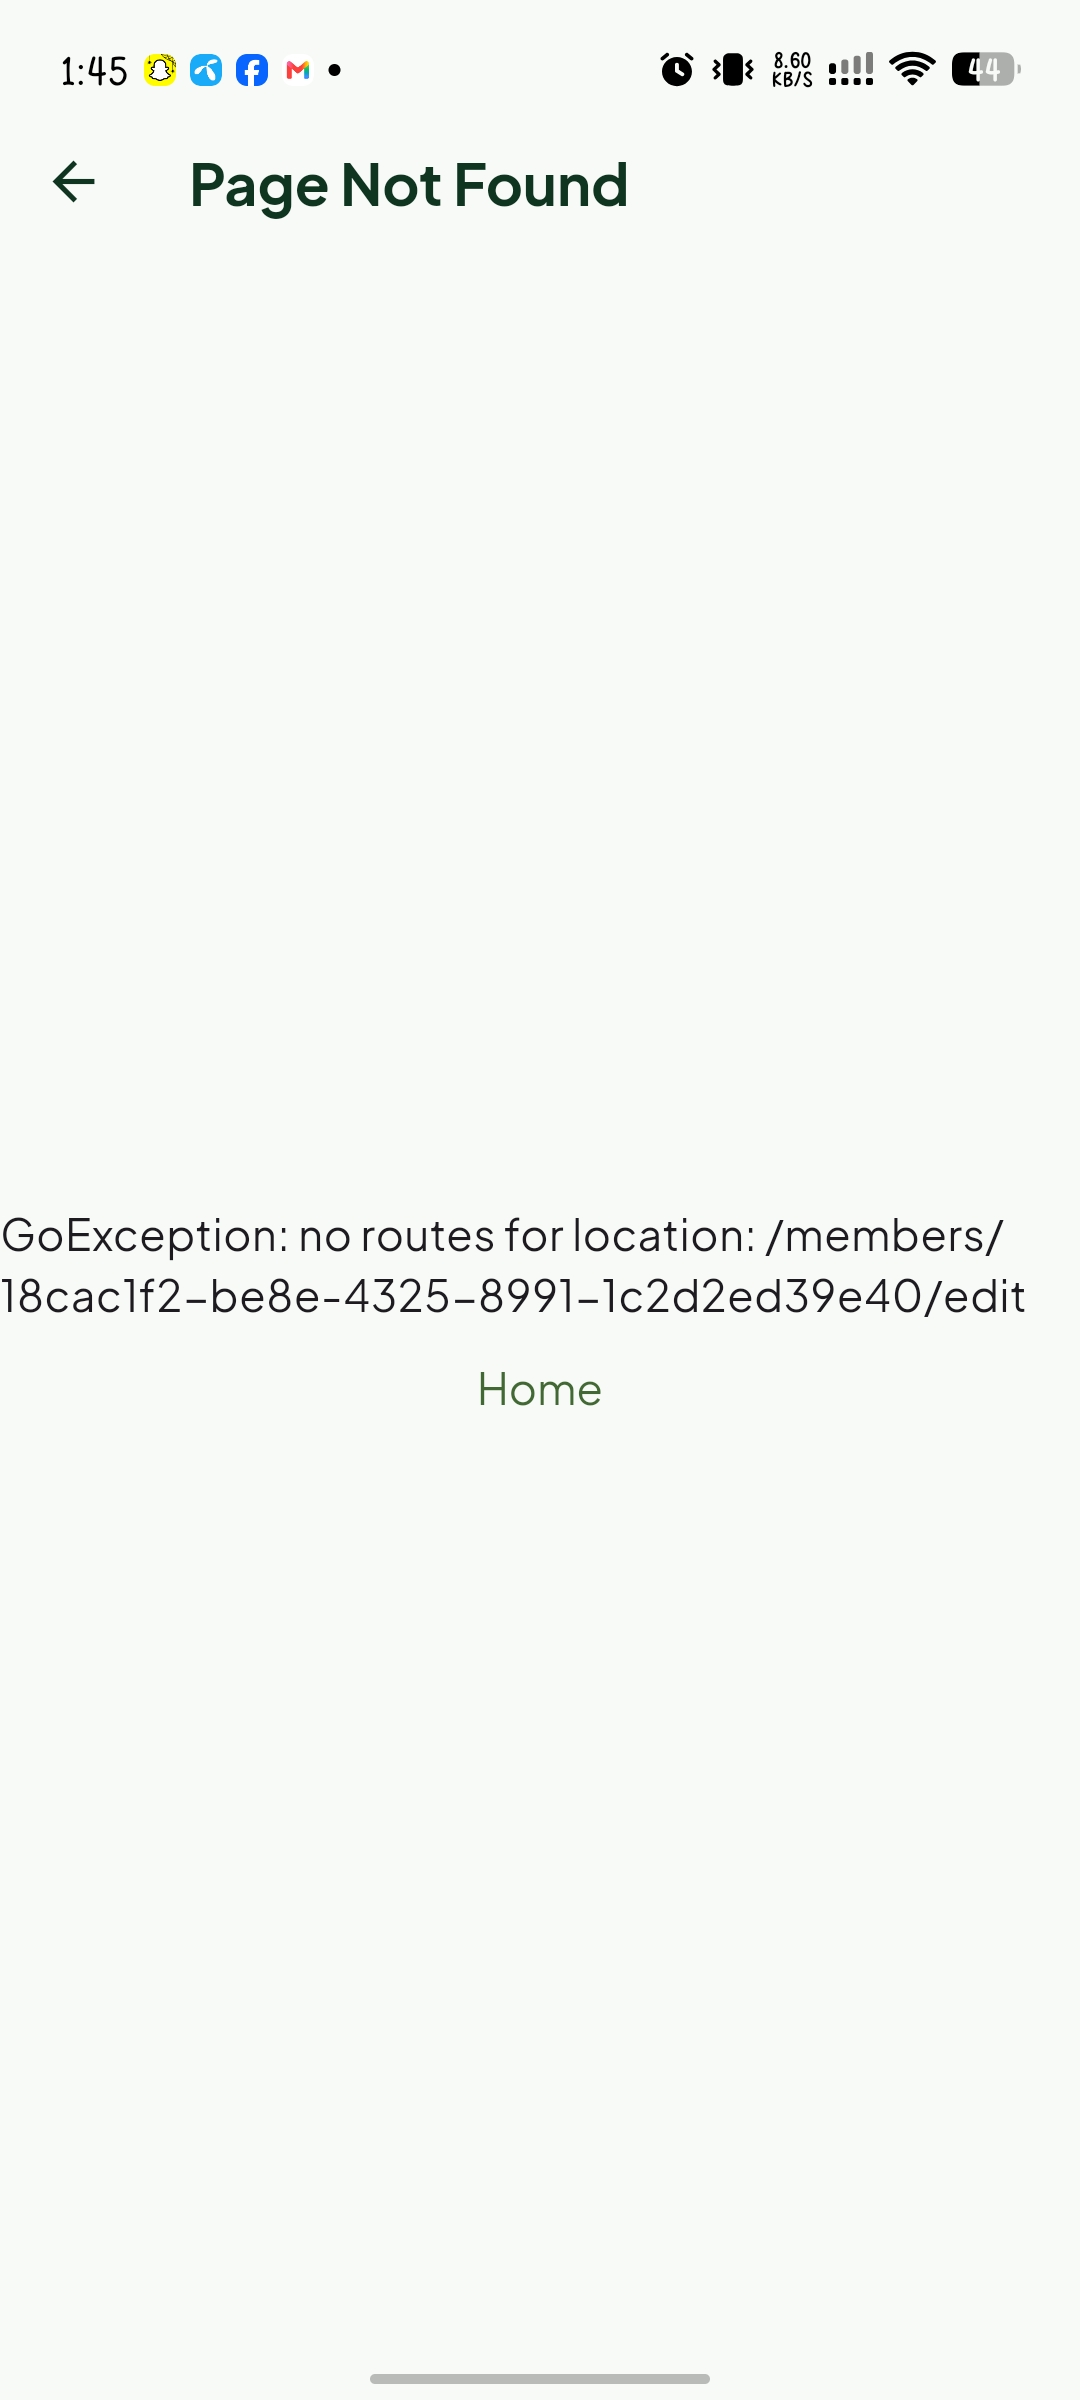 1:45
8.60
KB/S
44
Page Not Found
GoException: no routes for location: /members/
18cac1f2-be8e-4325-8991-1c2d2ed39e40/edit
Home